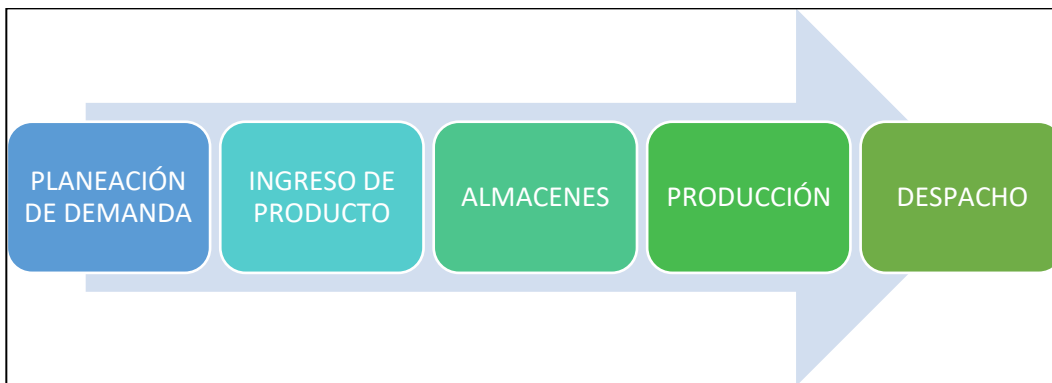 PLANEACIÓN
DE DEMANDA
INGRESO DE
PRODUCTO
ALMACENES
PRODUCCIÓN
DESPACHO